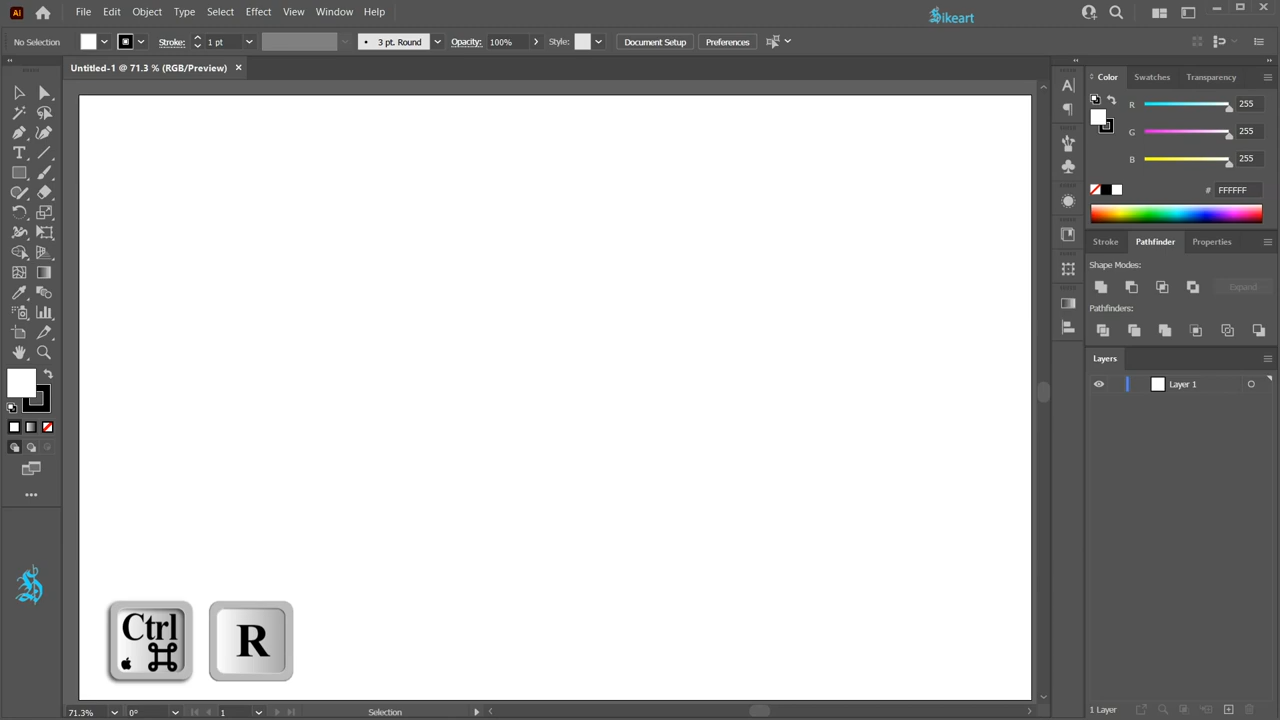 Ai File Edit Object Type Select Effect View Window Help Sikeart
No Selection Stroke: 1 pt 3 pt. Round Opacity: 100% Style: Document Setup Preferences
Untitled-1 @ 71.3 % (RGB/Preview) ×
Color Swatches Transparency
R 255
G 255
B 255
# FFFFFF
Stroke Pathfinder Properties
Shape Modes:
Expand
Pathfinders:
Layers
Layer 1
Ctrl R
71.3% 0° 1 Selection 1 Layer